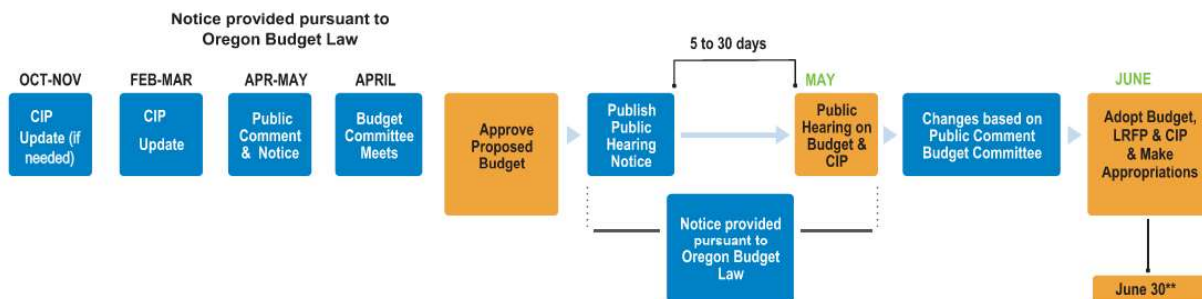 Notice provided pursuant to
Oregon Budget Law
5 to 30 days
OCT-NOV
FEB-MAR
APR-MAY
APRIL
MAY
JUNE
CIP
Update (if
needed)
CIP
Update
Public
Comment
& Notice
Budget
Committee
Meets
Approve
Proposed
Budget
Publish
Public
Hearing
Notice
Public
Hearing on
Budget &
CIP
Changes based on
Public Comment
Budget Committee
Adopt Budget,
LRFP & CIP
& Make
Appropriations
Notice provided
pursuant to
Oregon Budget
Law
June 30**